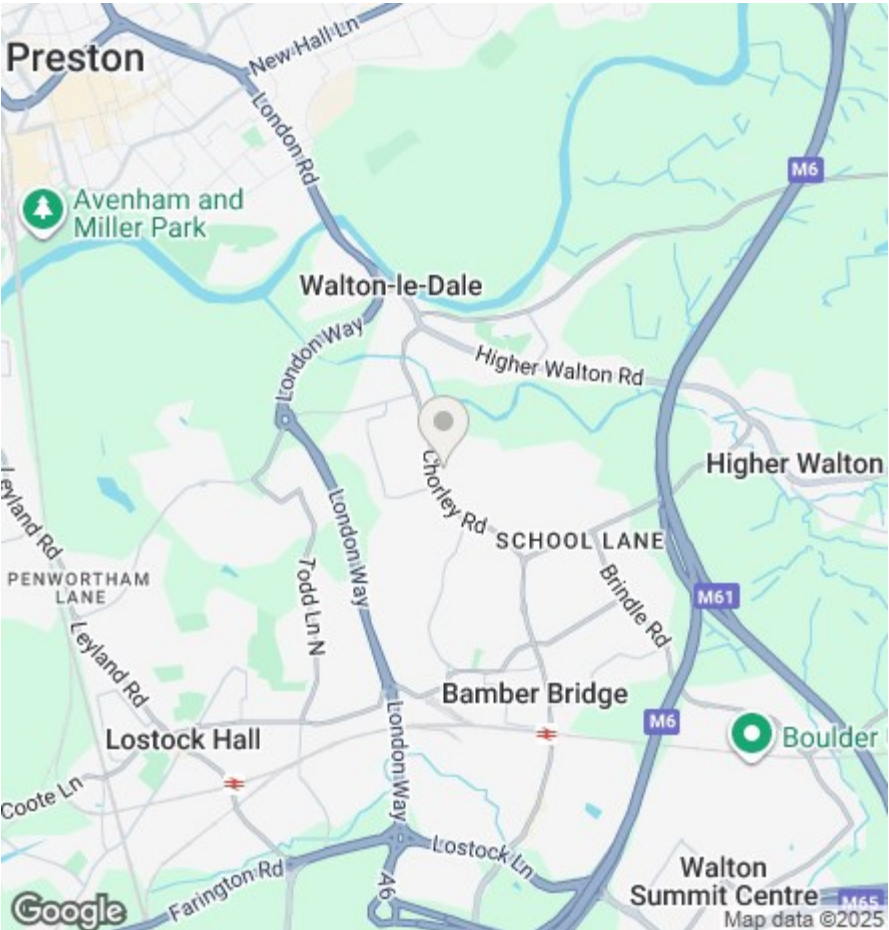 New Hall Ln
Preston
London Rd
M6
Avenham and
Miller Park
Walton-le-Dale
London Way
Higher Walton Rd
Higher Walton
Chorley Rd
Leyland Rd
London Way
SCHOOL LANE
Todd Ln N
Brindle Rd
PENWORTHAM
LANE
M61
Leyland Rd
Bamber Bridge
M6
London Way
Lostock Hall
Boulder
Coote Ln
Lostock Ln
Farington Rd
A6
Walton
Summit Centre
M65
Google
Map data ©2025